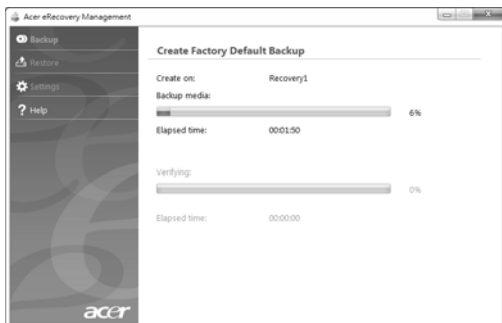 Acer eRecovery Management
Backup
Restore
Settings
? Help
Create Factory Default Backup
Create on: Recovery1
Backup media:
6%
Elapsed time: 00:01:50
Verifying:
0%
Elapsed time: 00:00:00
acer